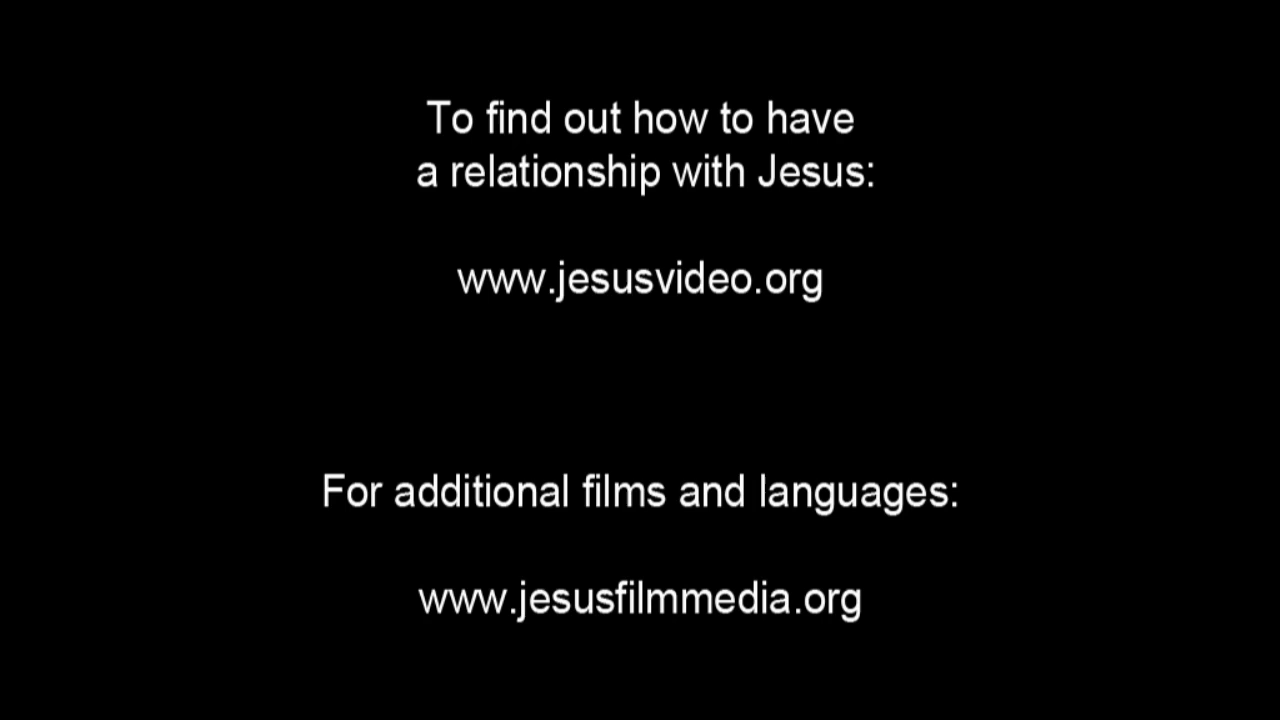 To find out how to have
a relationship with Jesus:
www.jesusvideo.org
For additional films and languages:
www.jesusfilmmedia.org